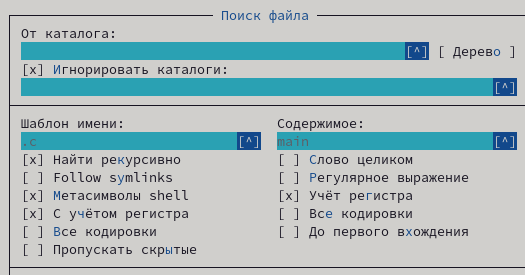 Поиск файла
От каталога:
[^] [ Дерево ]
[x] Игнорировать каталоги:
[^]
Шаблон имени:
.c [^]
[x] Найти рекурсивно
[ ] Follow symlinks
[x] Метасимволы shell
[x] С учётом регистра
[ ] Все кодировки
[ ] Пропускать скрытые
Содержимое:
main [^]
[ ] Слово целиком
[ ] Регулярное выражение
[x] Учёт регистра
[ ] Все кодировки
[ ] До первого вхождения